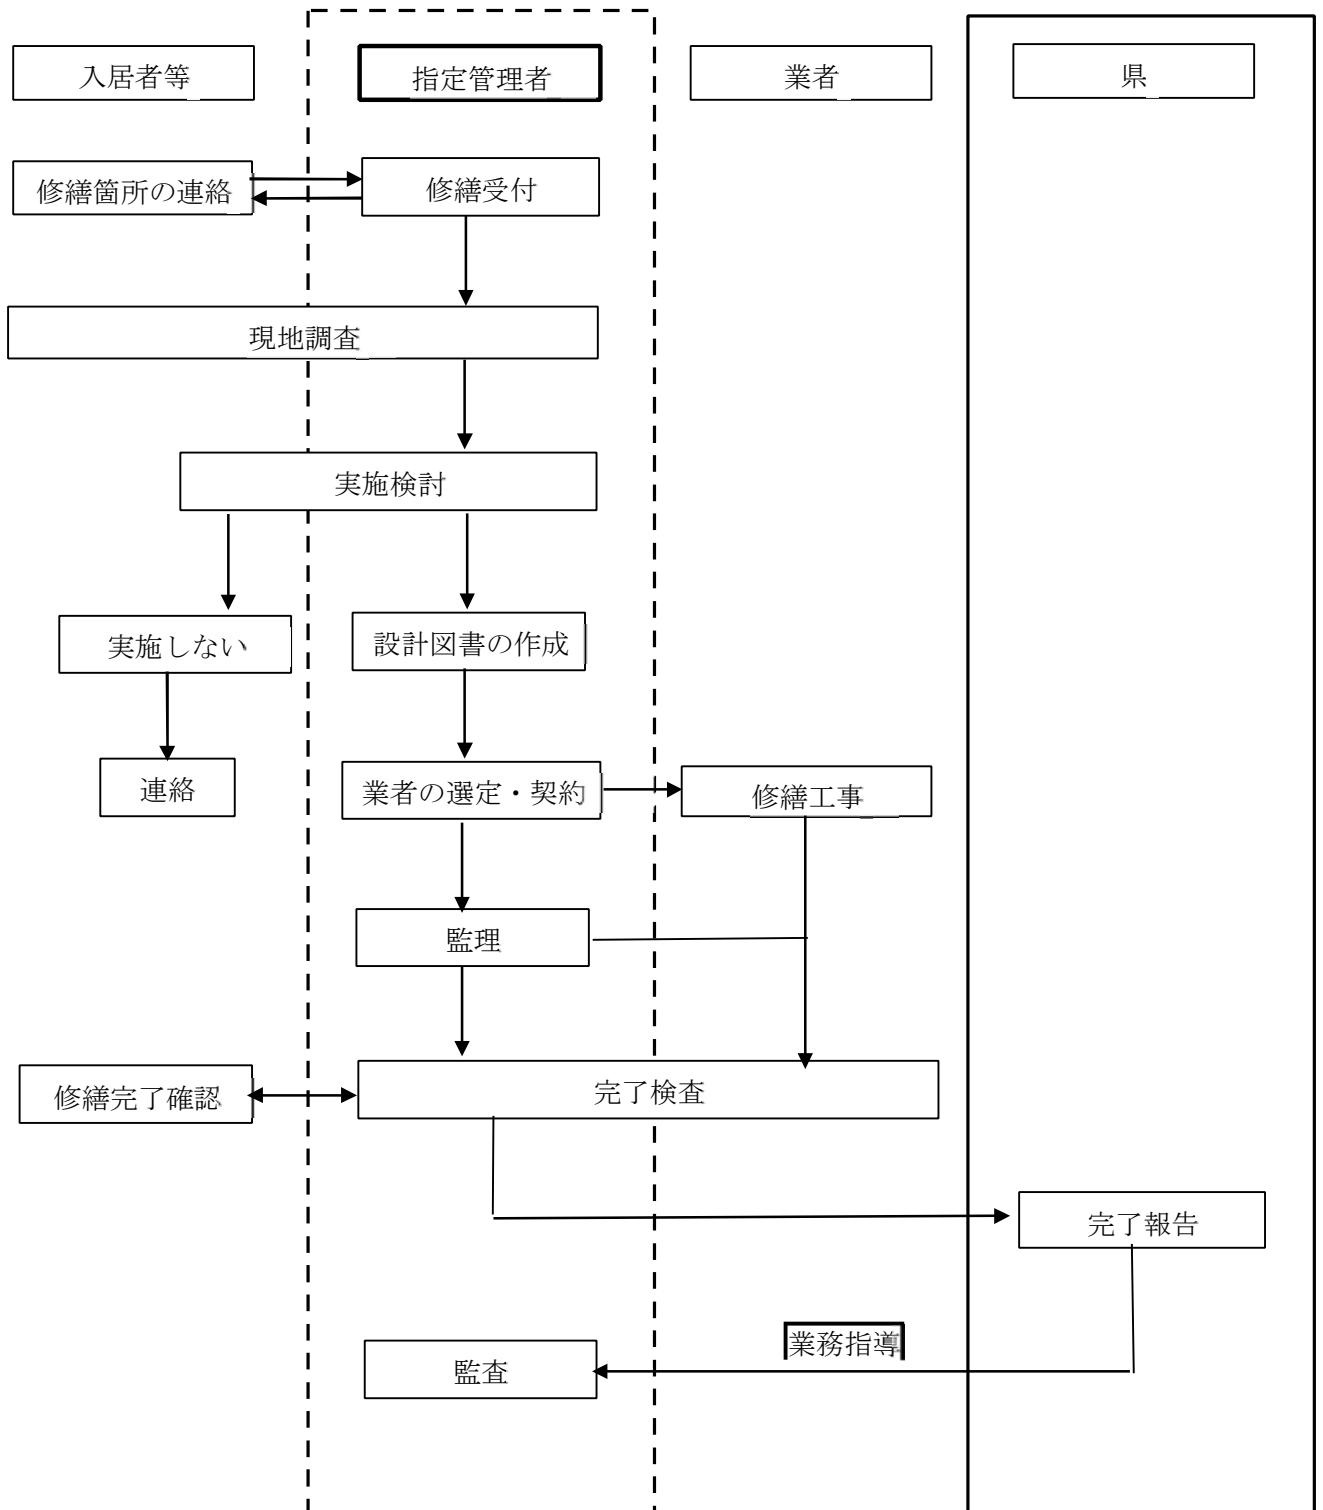 入居者等
指定管理者
業者
県
修繕箇所の連絡
修繕受付
現地調査
実施検討
実施しない
設計図書の作成
連絡
業者の選定・契約
修繕工事
監理
修繕完了確認
完了検査
完了報告
業務指導
監査